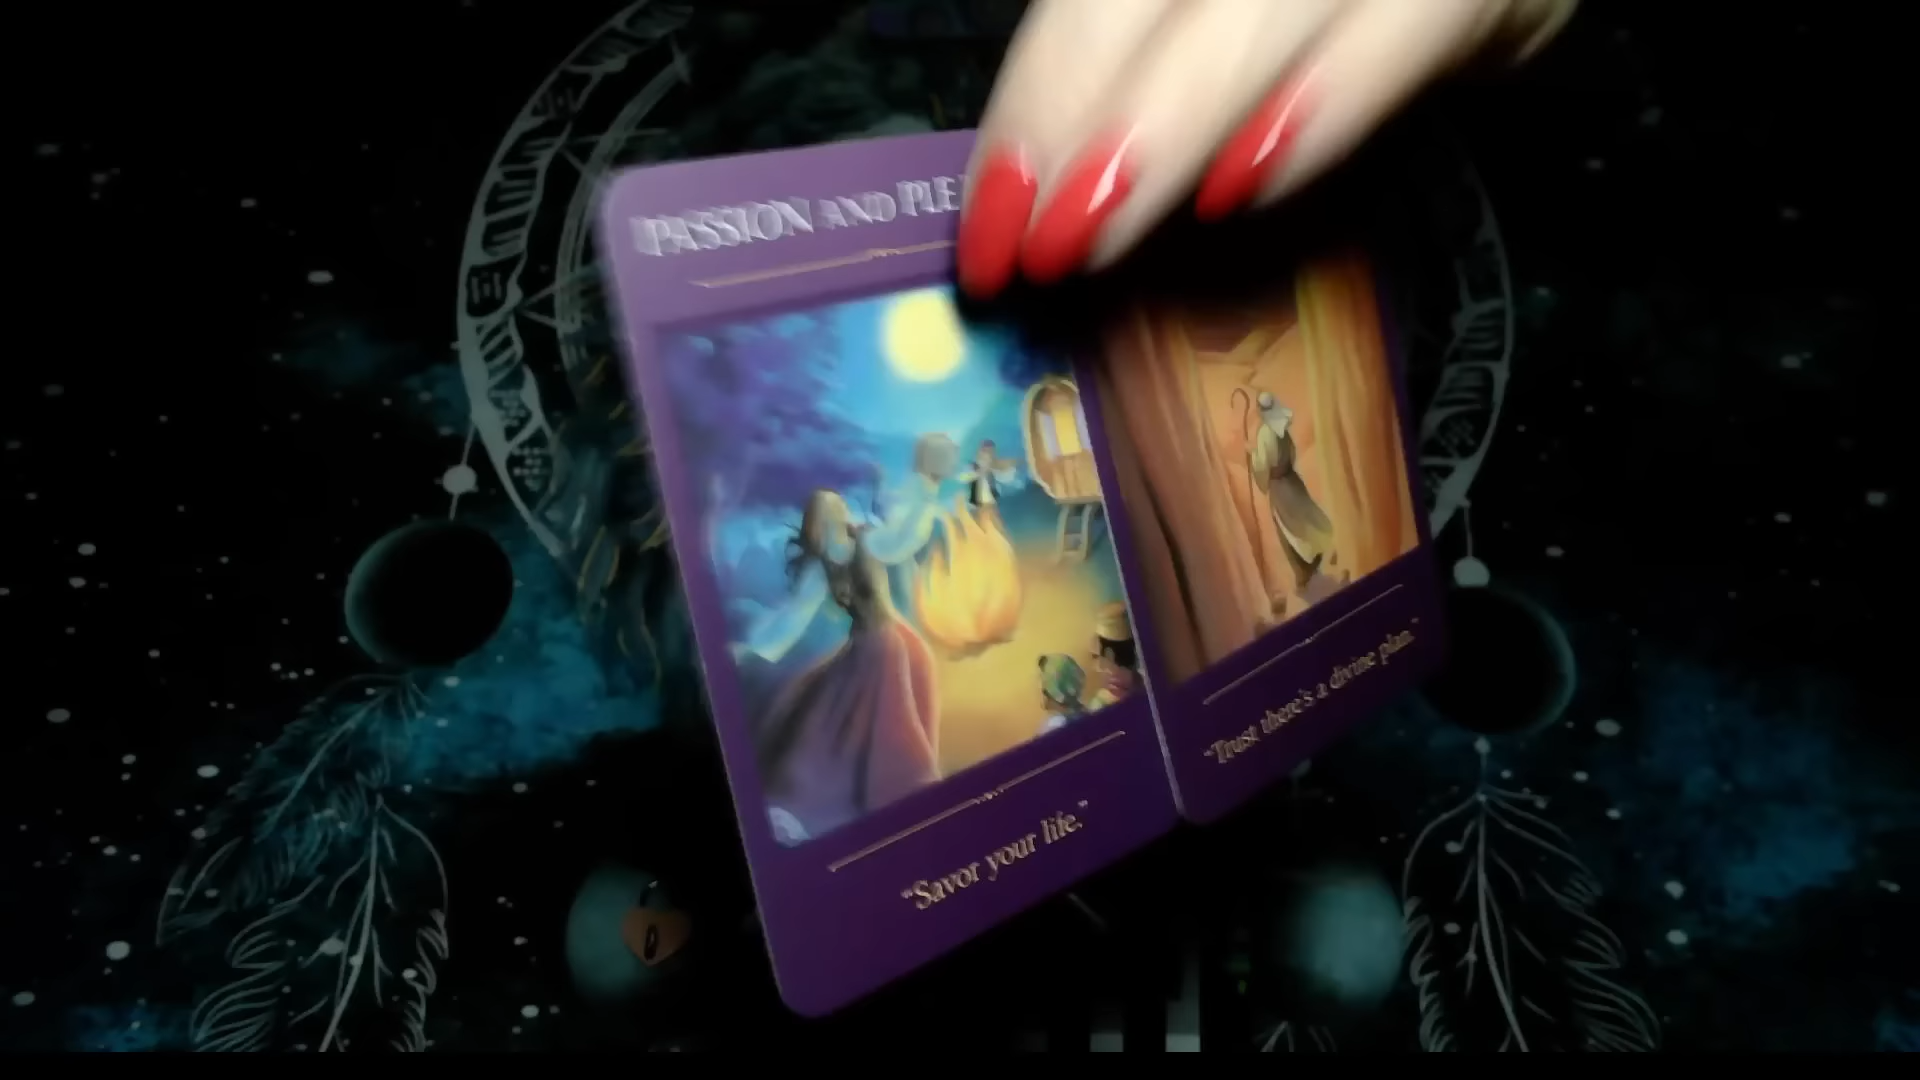 PASSION AND PLE
"Savor your life."
"Trust there's a divine plan."